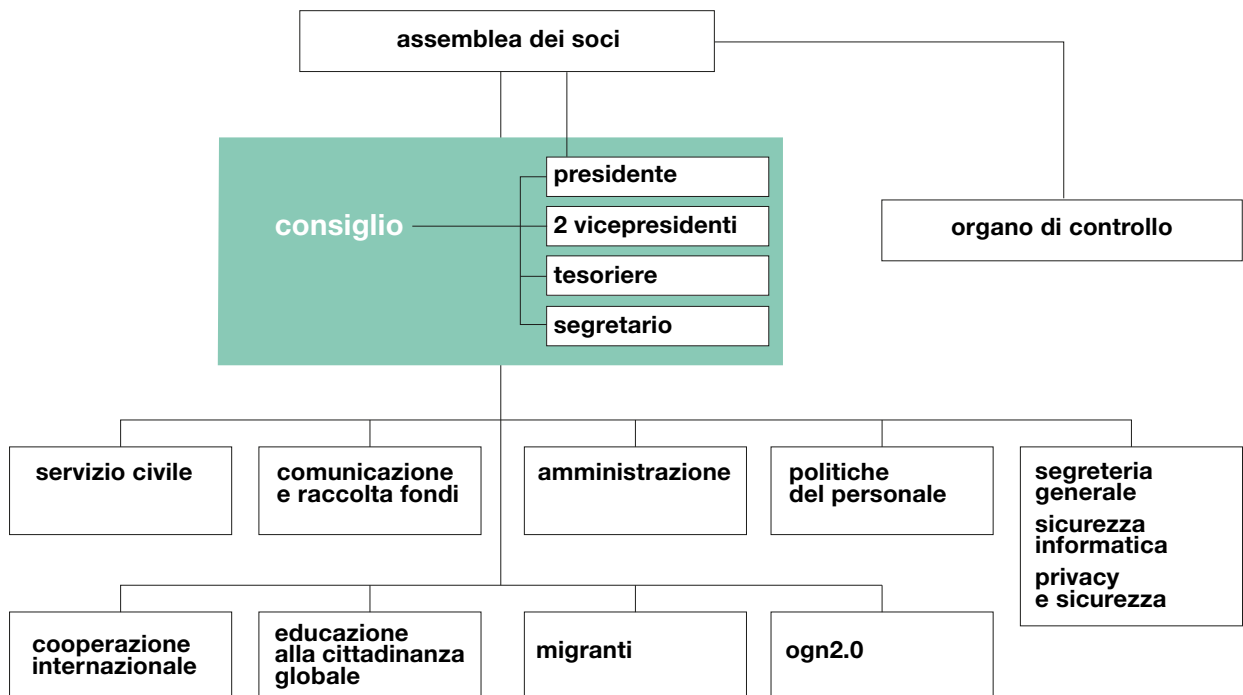 assemblea dei soci
presidente
consiglio
2 vicepresidenti
organo di controllo
tesoriere
segretario
servizio civile
comunicazione
e raccolta fondi
amministrazione
politiche
del personale
segreteria
generale
sicurezza
informatica
privacy
e sicurezza
cooperazione
internazionale
educazione
alla cittadinanza
globale
migranti
ogn2.0